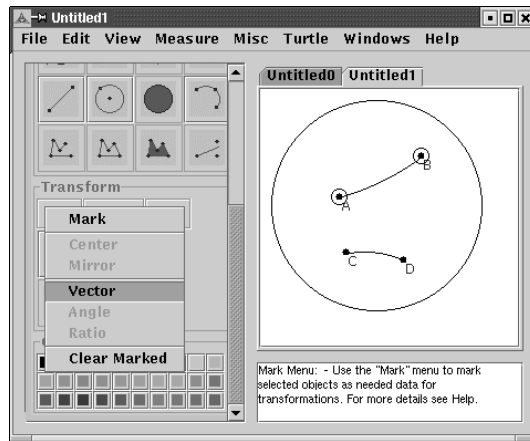 Untitled1
File Edit View Measure Misc Turtle Windows Help
Untitled0 Untitled1
B
A
C
D
Transform
Mark
Center
Mirror
Vector
Angle
Ratio
Clear Marked
Mark Menu: - Use the "Mark" menu to mark
selected objects as needed data for
transformations. For more details see Help.